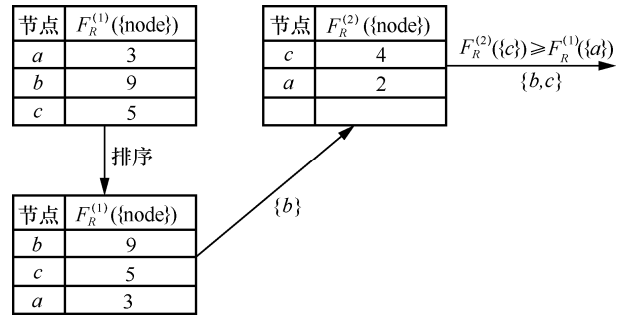 节点 F_R^(1)({node})
a 3
b 9
c 5
排序
节点 F_R^(1)({node})
b 9
c 5
a 3
{b}
节点 F_R^(2)({node})
c 4
a 2
F_R^(2)({c})⩾F_R^(1)({a})
{b,c}